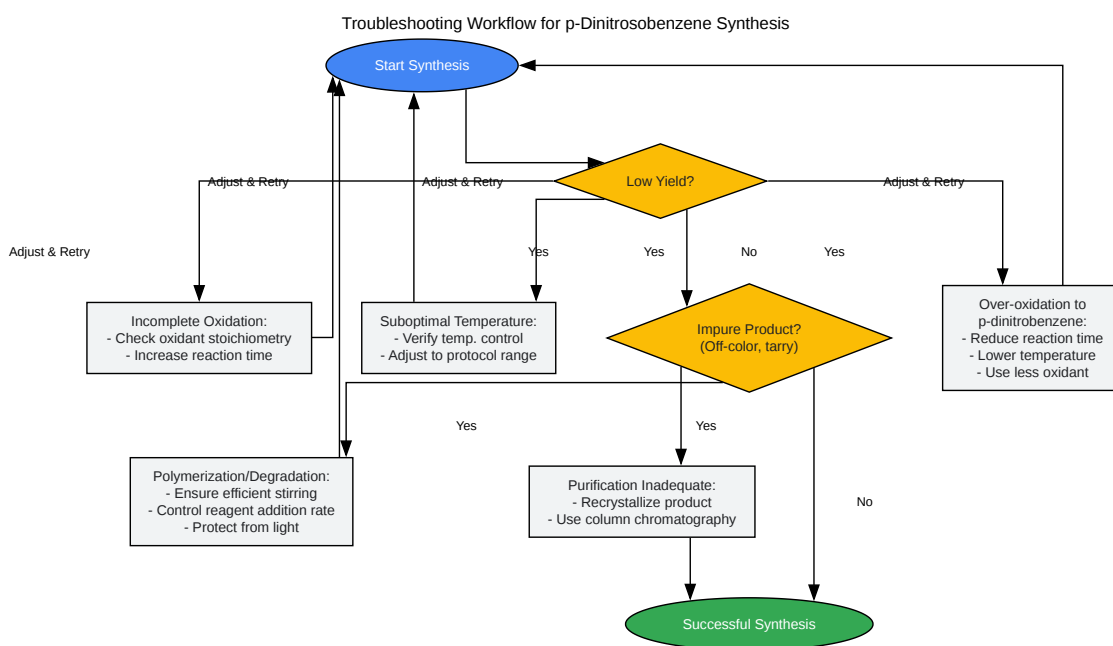 Troubleshooting Workflow for p-Dinitrosobenzene Synthesis
Start Synthesis
Adjust & Retry
Adjust & Retry
Low Yield?
Adjust & Retry
Adjust & Retry
Yes
Yes
No
Yes
Incomplete Oxidation:
- Check oxidant stoichiometry
- Increase reaction time
Suboptimal Temperature:
- Verify temp. control
- Adjust to protocol range
Impure Product?
(Off-color, tarry)
Over-oxidation to
p-dinitrobenzene:
- Reduce reaction time
- Lower temperature
- Use less oxidant
Yes
Yes
Polymerization/Degradation:
- Ensure efficient stirring
- Control reagent addition rate
- Protect from light
Purification Inadequate:
- Recrystallize product
- Use column chromatography
No
Successful Synthesis